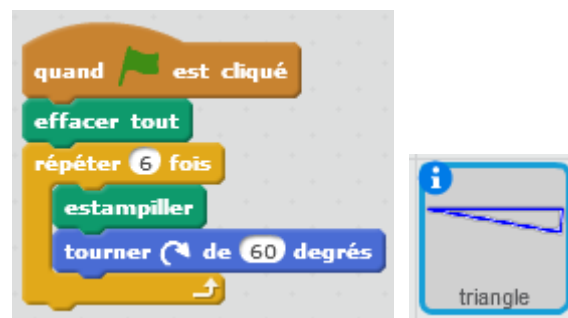 quand est cliqué
effacer tout
répéter 6 fois
estampiller
tourner de 60 degrés
i
triangle